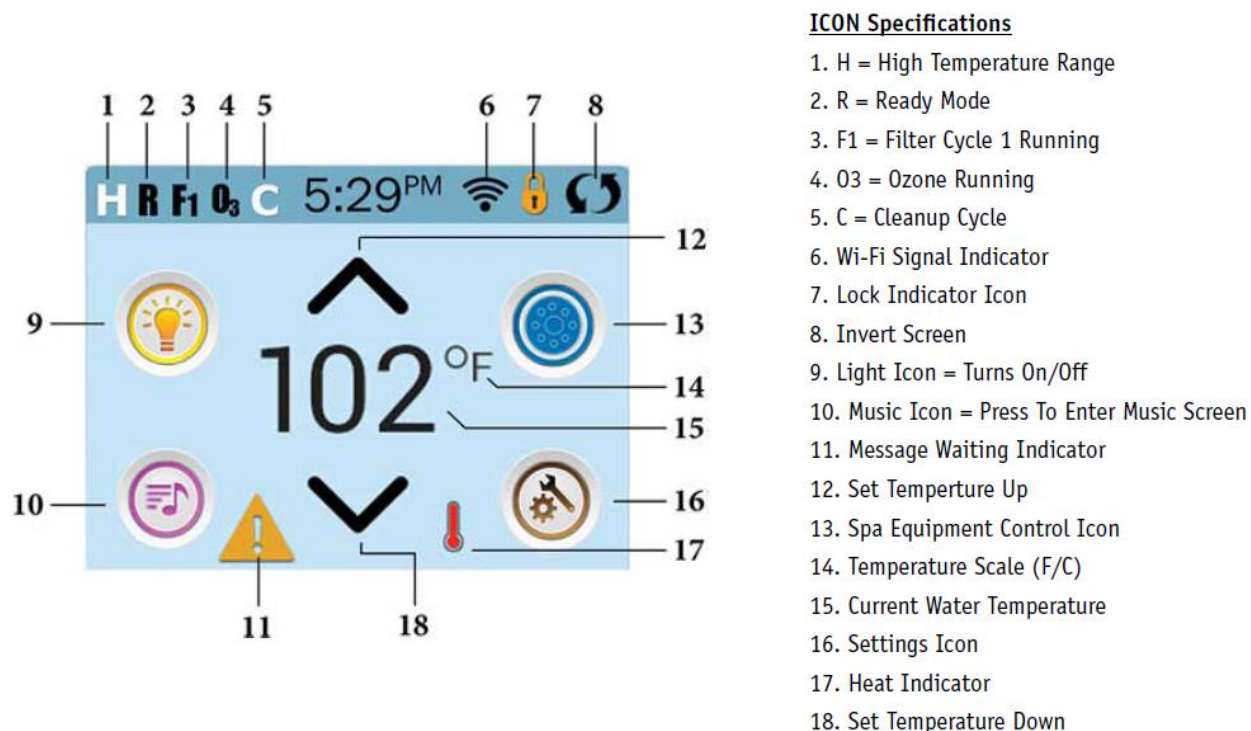 ICON Specifications
1. H = High Temperature Range
2. R = Ready Mode
3. F1 = Filter Cycle 1 Running
4. O3 = Ozone Running
5. C = Cleanup Cycle
6. Wi-Fi Signal Indicator
7. Lock Indicator Icon
8. Invert Screen
9. Light Icon = Turns On/Off
10. Music Icon = Press To Enter Music Screen
11. Message Waiting Indicator
12. Set Temperture Up
13. Spa Equipment Control Icon
14. Temperature Scale (F/C)
15. Current Water Temperature
16. Settings Icon
17. Heat Indicator
18. Set Temperature Down
1 2 3 4 5 6 7 8
H R F1 O3 C 5:29PM
12
9 13
102 °F
14
15
10 16
17
11 18